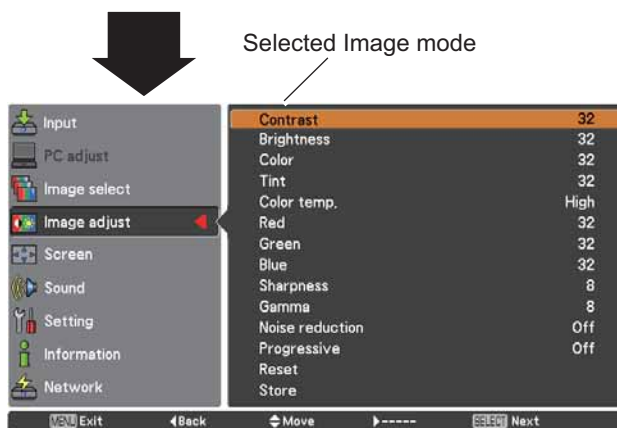 Selected Image mode
Input
PC adjust
Image select
Image adjust
Screen
Sound
Setting
Information
Network
Contrast 32
Brightness 32
Color 32
Tint 32
Color temp. High
Red 32
Green 32
Blue 32
Sharpness 8
Gamma 8
Noise reduction Off
Progressive Off
Reset
Store
MENU Exit Back Move ----- SELECT Next